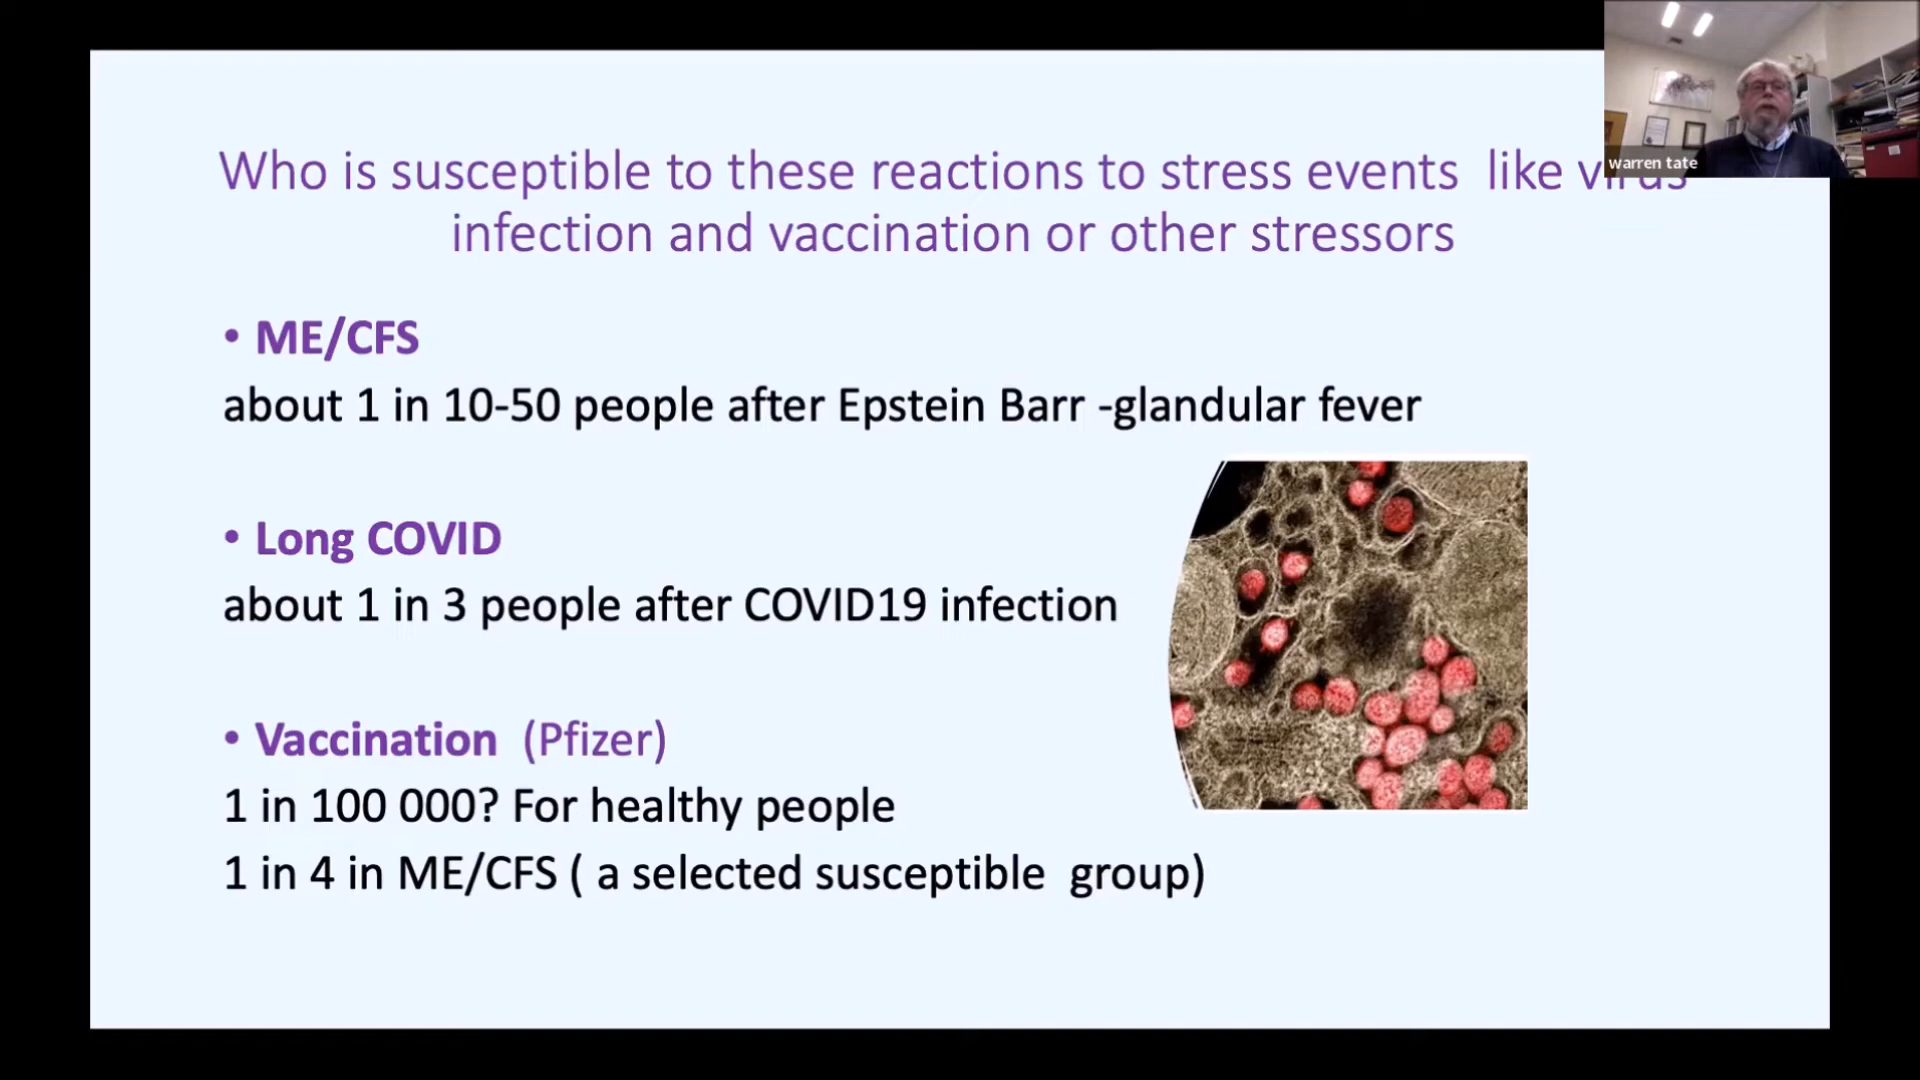 Who is susceptible to these reactions to stress events like virus
infection and vaccination or other stressors
• ME/CFS
about 1 in 10-50 people after Epstein Barr -glandular fever
• Long COVID
about 1 in 3 people after COVID19 infection
• Vaccination (Pfizer)
1 in 100 000? For healthy people
1 in 4 in ME/CFS ( a selected susceptible group)
warren tate